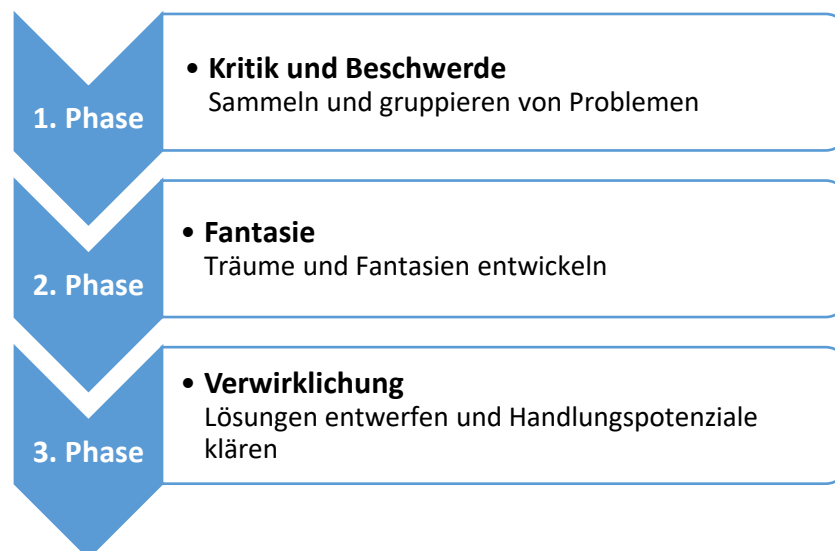 1. Phase
• Kritik und Beschwerde
Sammeln und gruppieren von Problemen
2. Phase
• Fantasie
Träume und Fantasien entwickeln
3. Phase
• Verwirklichung
Lösungen entwerfen und Handlungspotenziale
klären